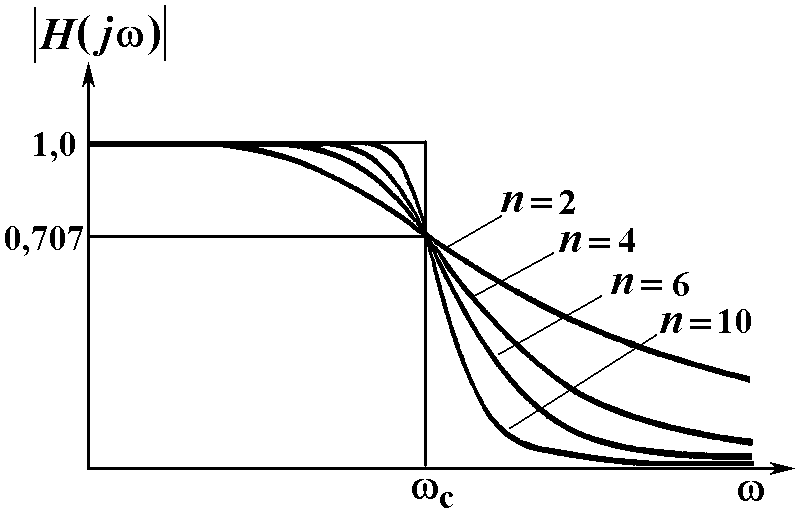 |H(jω)|
1,0
0,707
n = 2
n = 4
n = 6
n = 10
ωc
ω